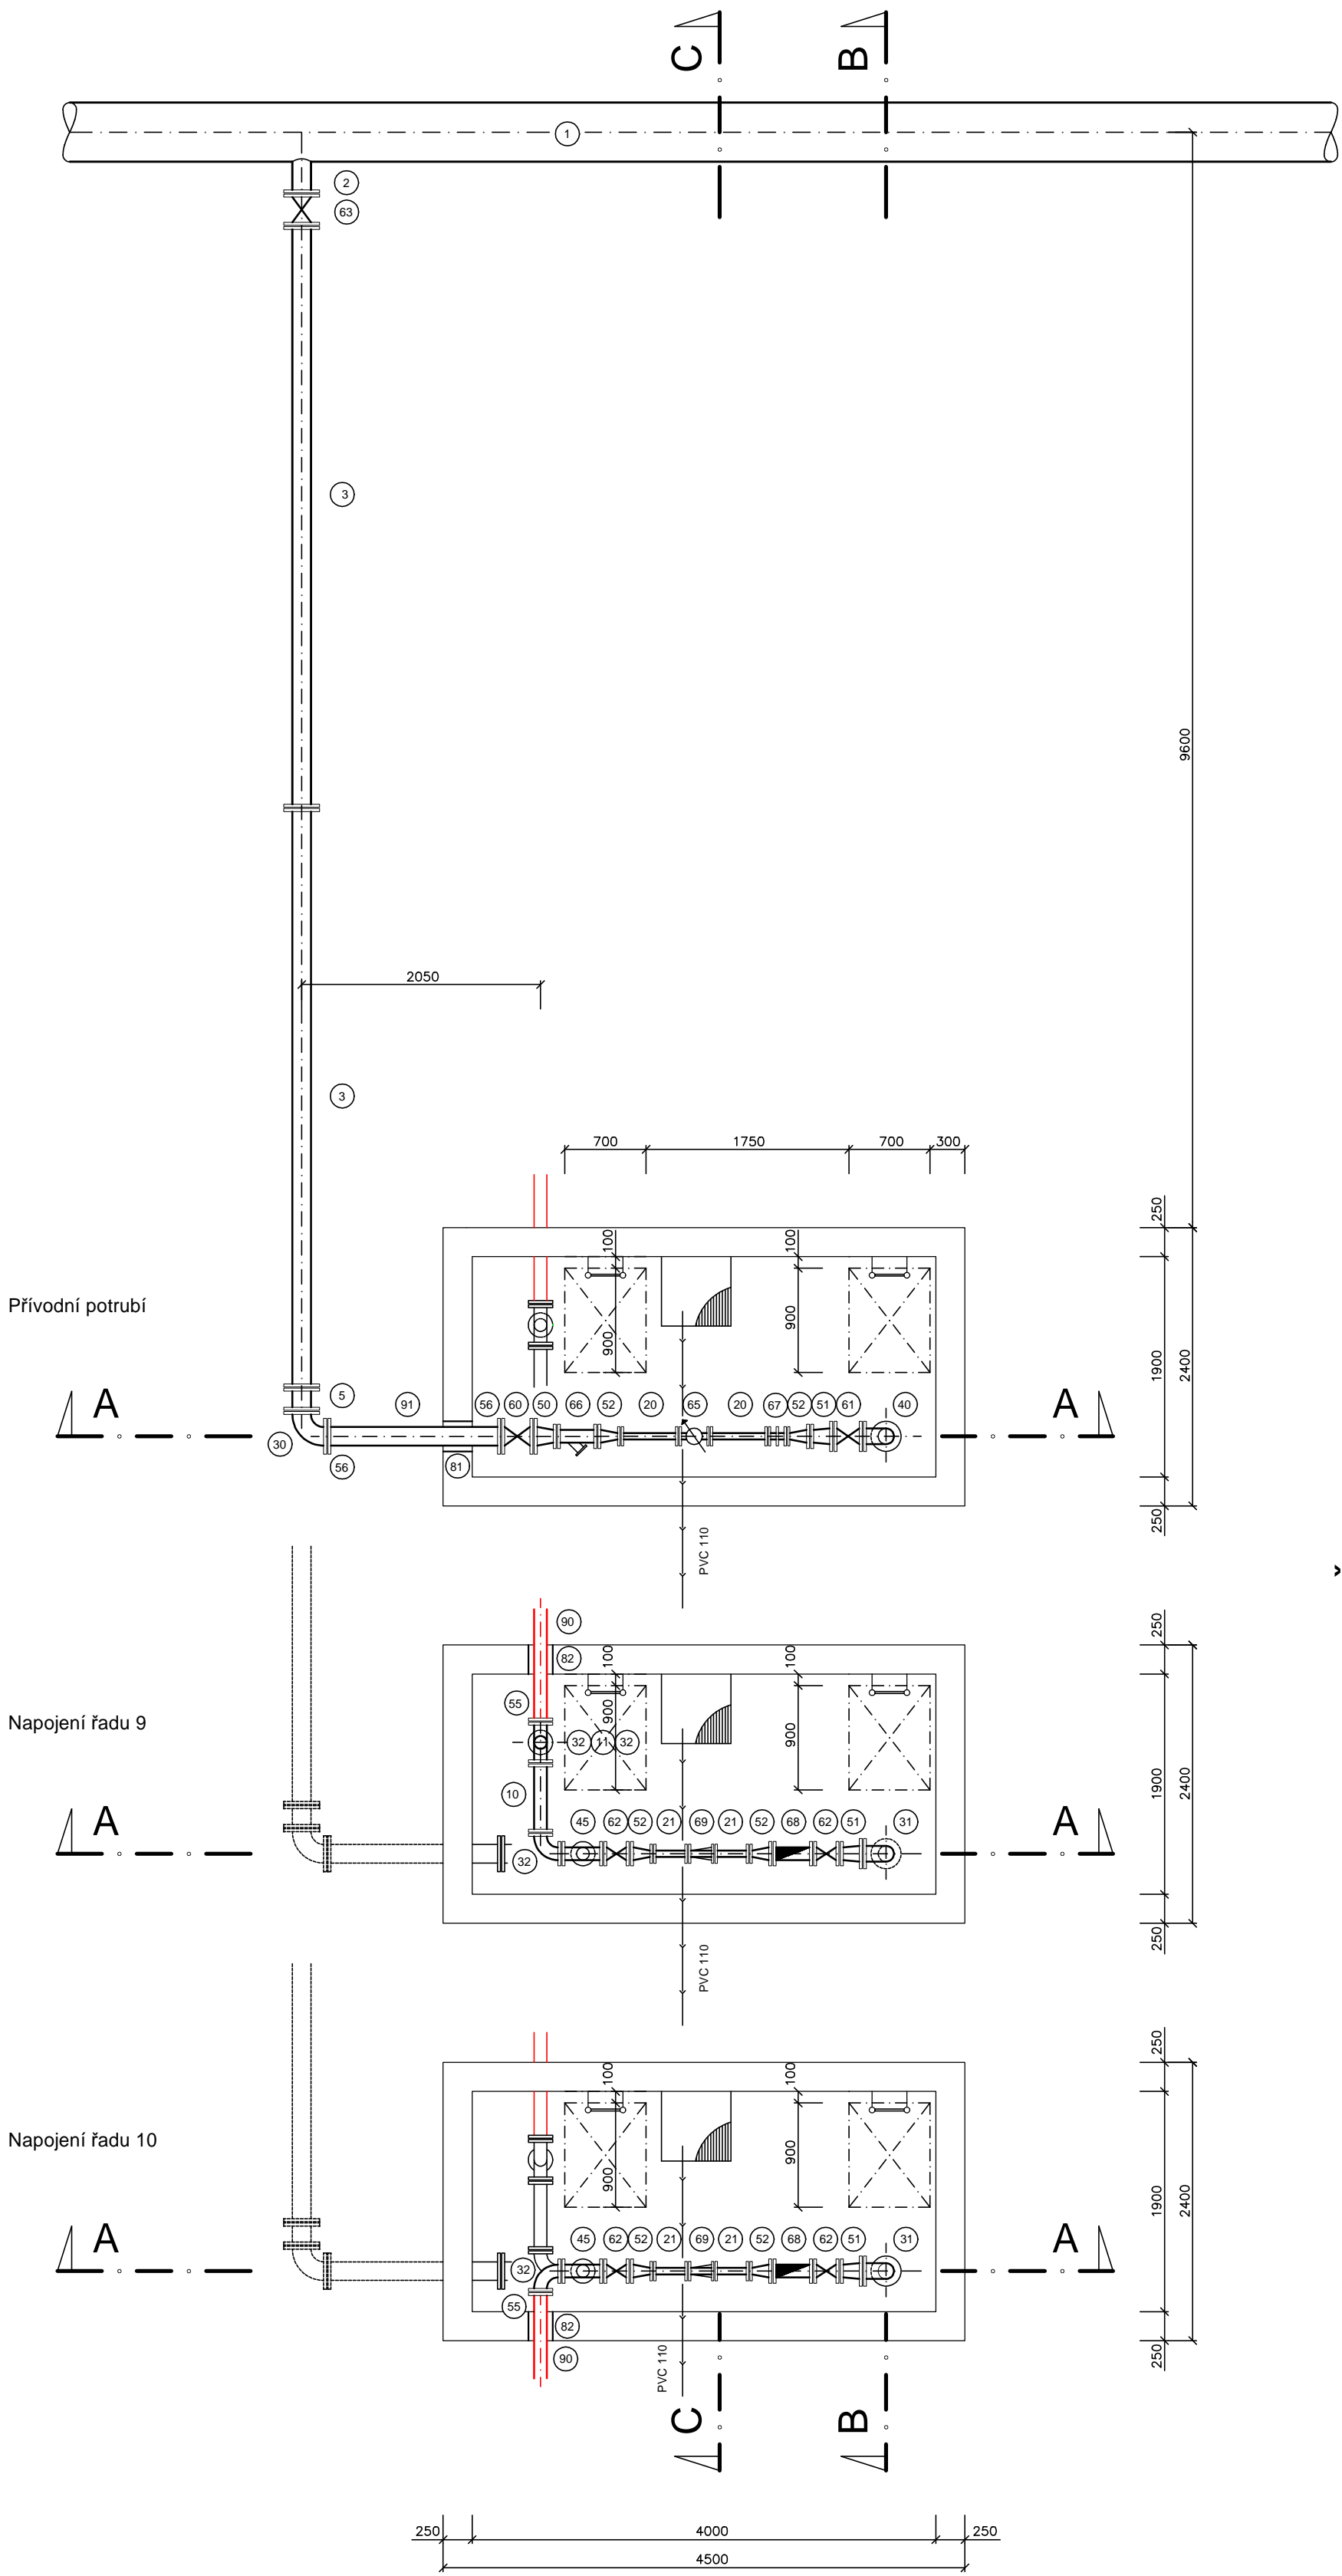 C B
1
2
63
3
9600
2050
3
700 1750 700 300
250
100 100
Přívodní potrubí
900 900
1900 2400
A 5 91 56 60 50 66 52 20 65 20 67 52 51 61 40 A
30 56 81
250
PVC 110
90
250
82
100 100
55
900 900
Napojení řadu 9
32 11 32
1900 2400
10
A 45 62 52 21 69 21 52 68 62 51 31 A
32
250
PVC 110
250
100 100
Napojení řadu 10
900 900
1900 2400
A 45 62 52 21 69 21 52 68 62 51 31 A
32
55
82
250
90
PVC 110
C B
250 4000 250
4500